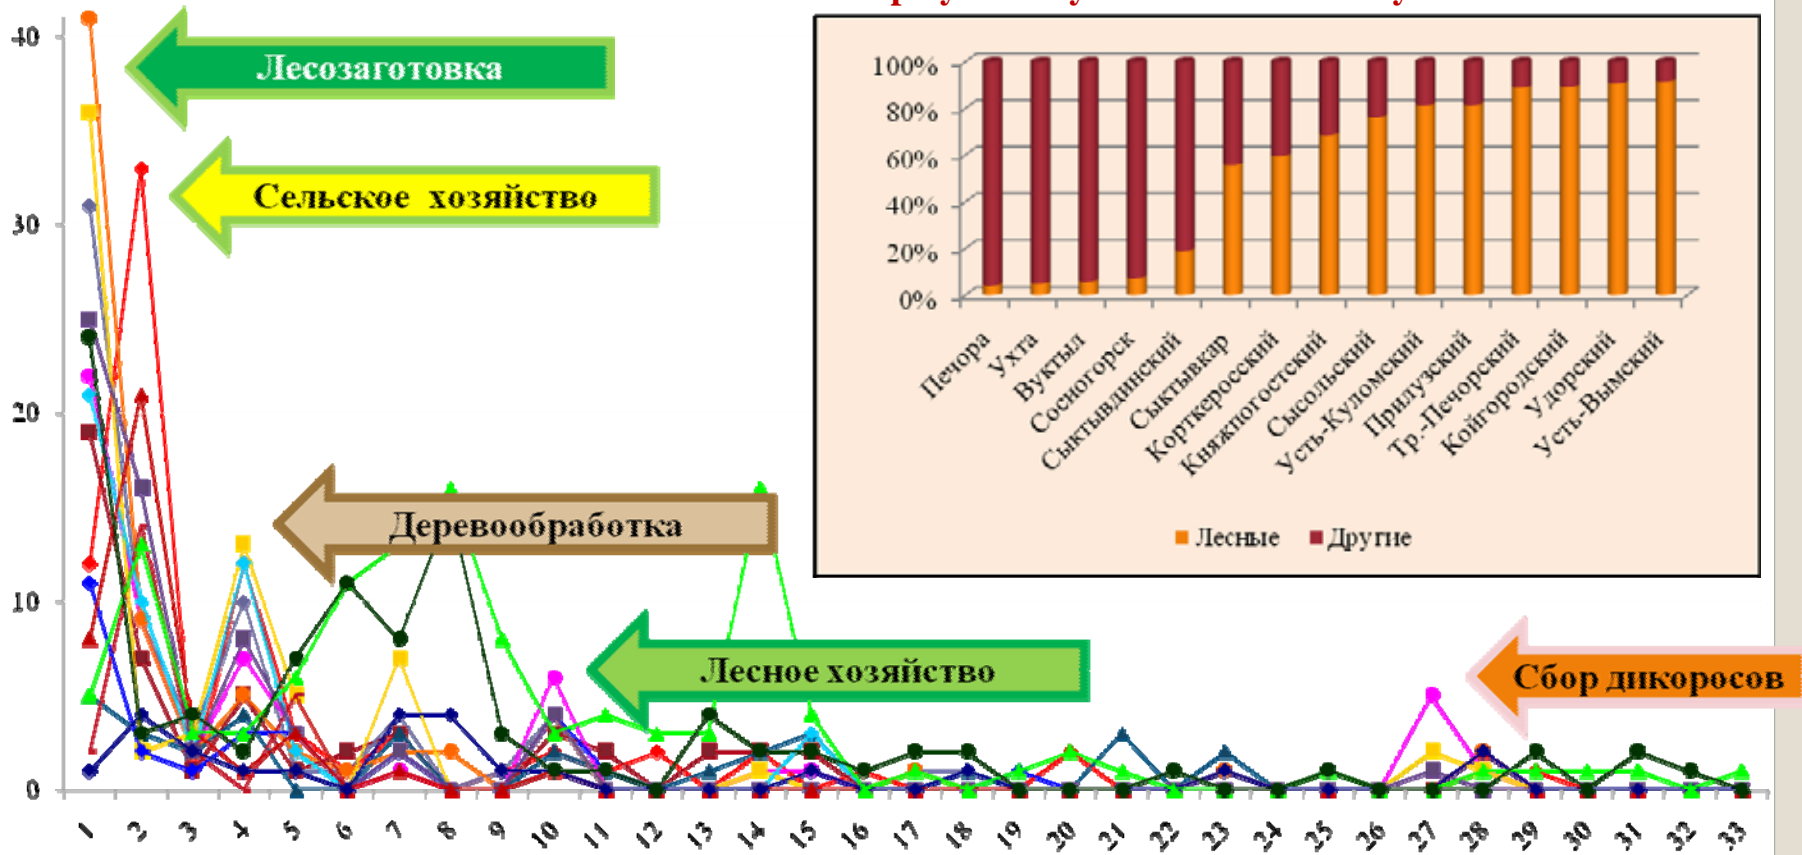 40
30
20
10
0
Лесозаготовка
Сельское хозяйство
Деревообработка
Лесное хозяйство
Сбор дикоросов
1 2 3 4 5 6 7 8 9 10 11 12 13 14 15 16 17 18 19 20 21 22 23 24 25 26 27 28 29 30 31 32 33
100%
80%
60%
40%
20%
0%
Печора
Ухта
Вуктыл
Сосногорск
Сыктывдинский
Сыктывкар
Корткеросский
Княжпогостский
Сысольский
Усть-Куломский
Прилузский
Тр.-Печорский
Койгородский
Удорский
Усть-Вымский
Лесные Другие